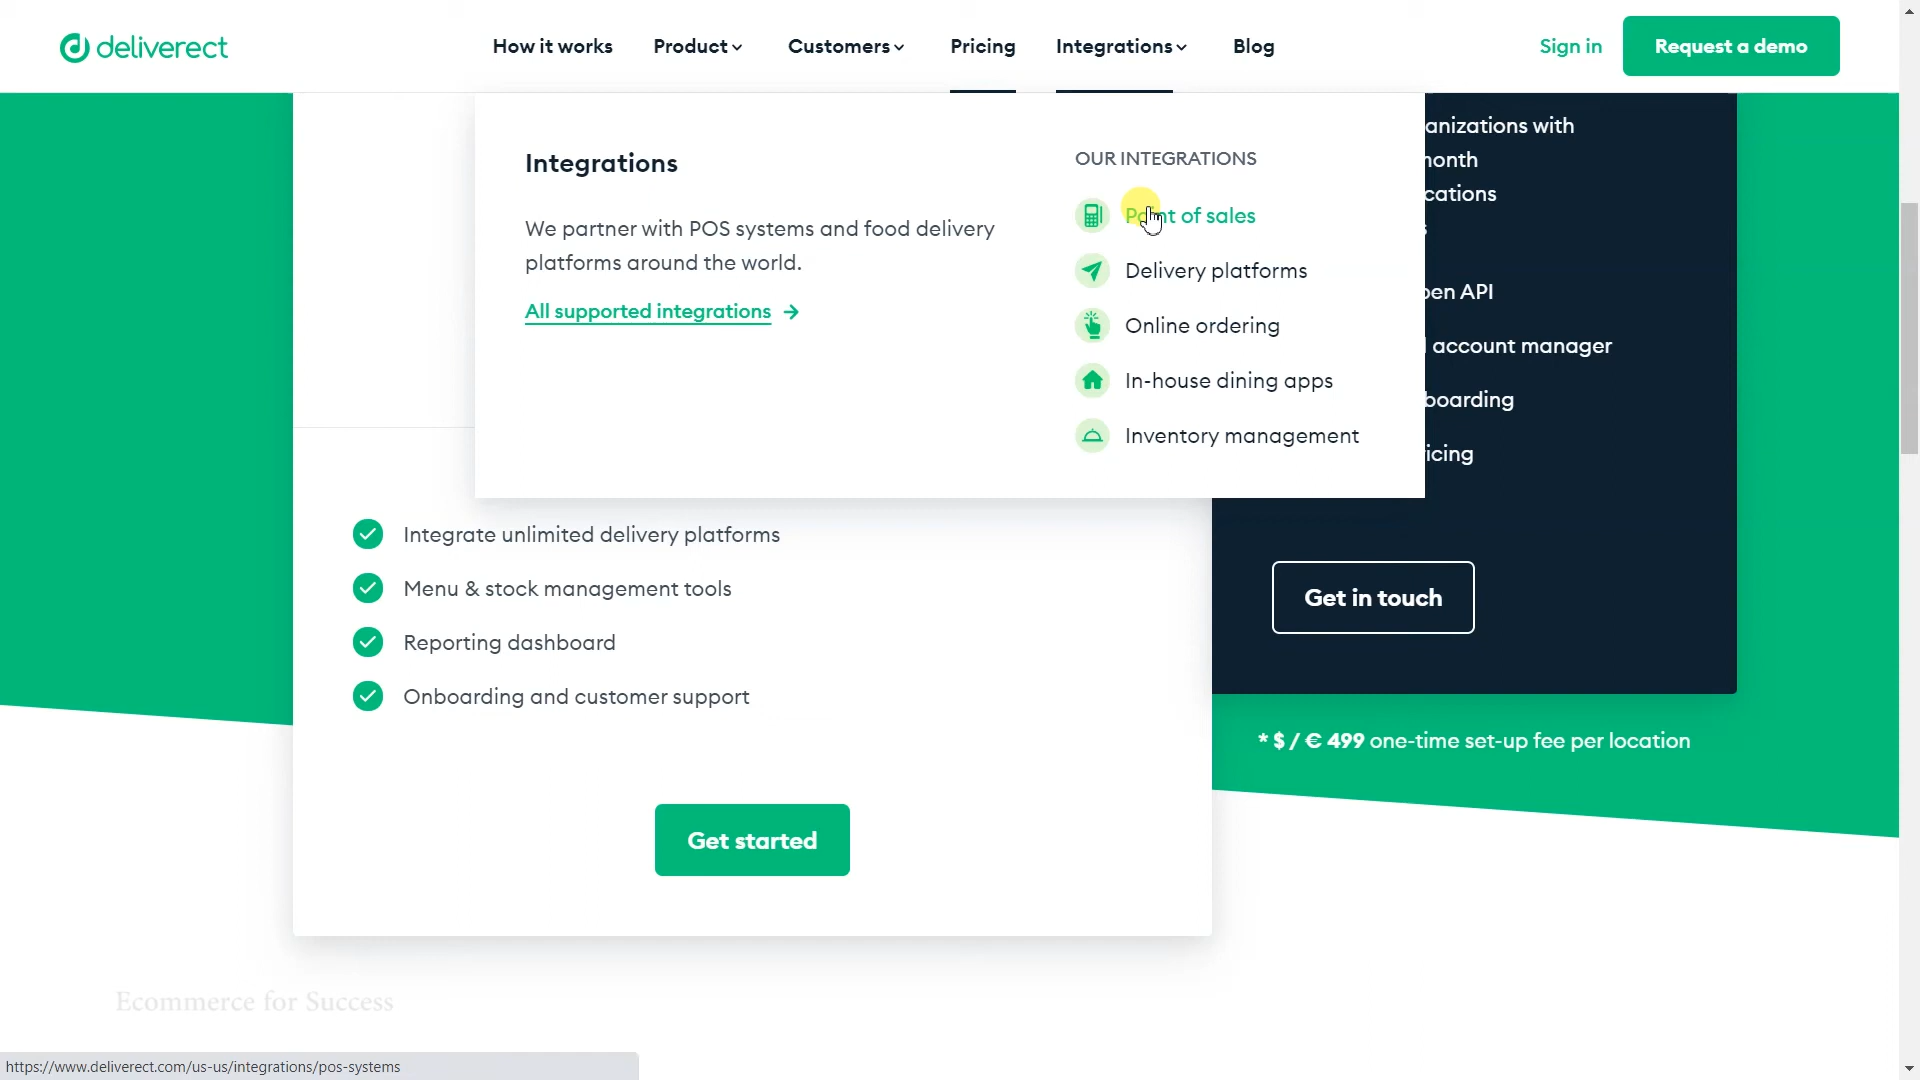 deliverect
How it works
Product
Customers
Pricing
Integrations
Blog
Sign in
Request a demo
Integrations
We partner with POS systems and food delivery
platforms around the world.
All supported integrations
OUR INTEGRATIONS
Point of sales
Delivery platforms
Online ordering
In-house dining apps
Inventory management
anizations with
month
cations
s
pen API
account manager
boarding
icing
Get in touch
* $ / € 499 one-time set-up fee per location
Integrate unlimited delivery platforms
Menu & stock management tools
Reporting dashboard
Onboarding and customer support
Get started
Ecommerce for Success
https://www.deliverect.com/us-us/integrations/pos-systems